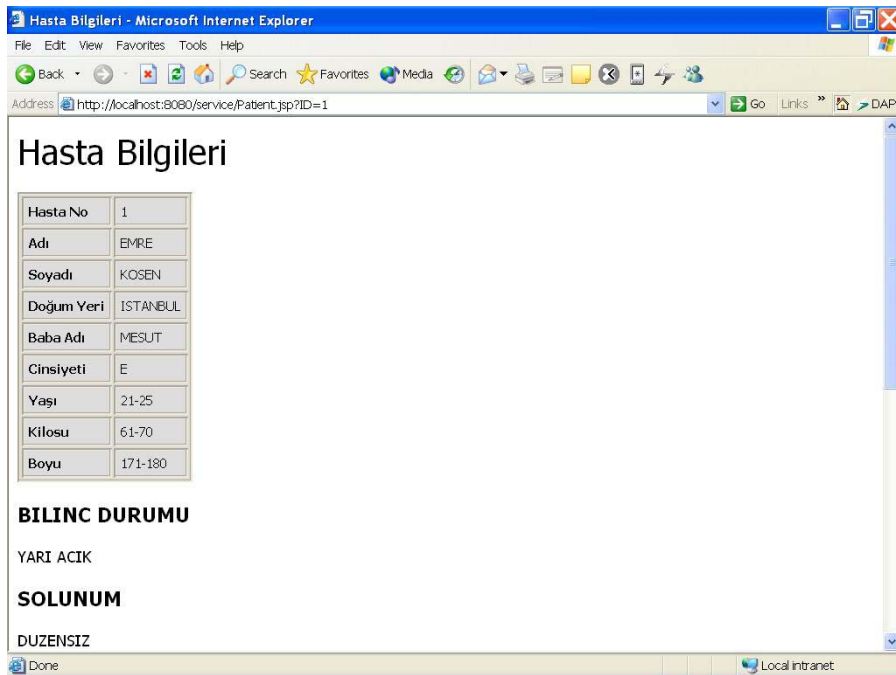 Hasta Bilgileri - Microsoft Internet Explorer
File Edit View Favorites Tools Help
Back Search Favorites Media
Address http://localhost:8080/service/Patient.jsp?ID=1 Go Links » DAP
Hasta Bilgileri
Hasta No 1
Adı EMRE
Soyadı KOSEN
Doğum Yeri ISTANBUL
Baba Adı MESUT
Cinsiyeti E
Yaşı 21-25
Kilosu 61-70
Boyu 171-180
BILINC DURUMU
YARI ACIK
SOLUNUM
DUZENSIZ
Done Local intranet